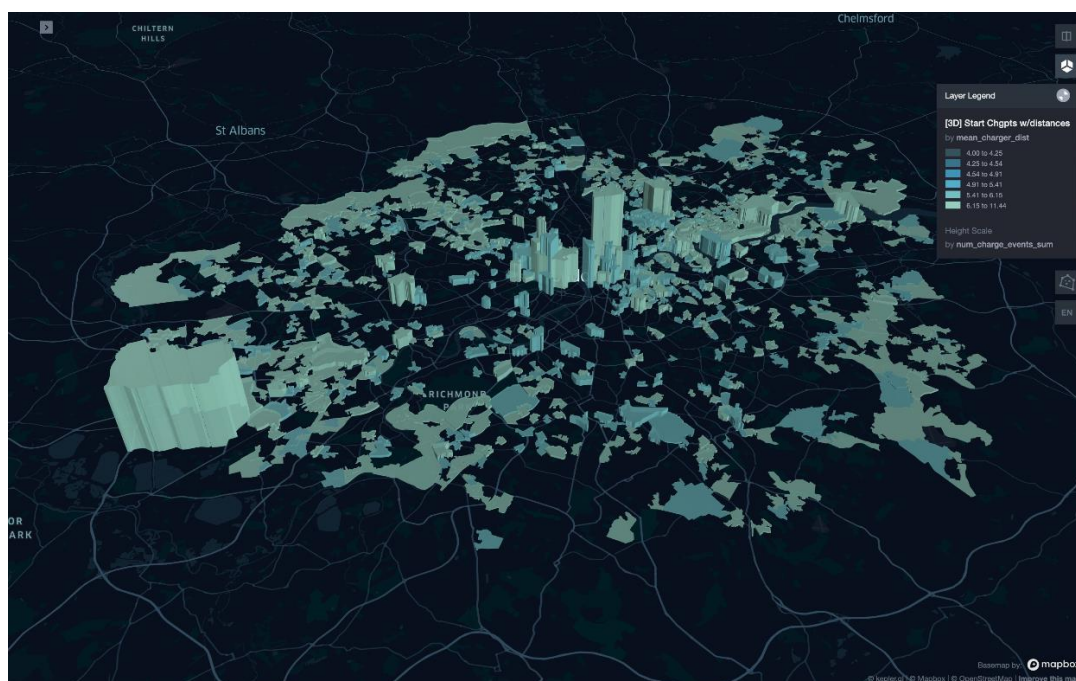 CHILTERN
HILLS
Chelmsford
St Albans
Layer Legend
[3D] Start Chgpts w/distances
by mean_charger_dist
4.00 to 4.25
4.25 to 4.54
4.54 to 4.91
4.91 to 5.41
5.41 to 6.15
6.15 to 11.44
Height Scale
by num_charge_events_sum
EN
RICHMOND
P
OR
ARK
Basemap by: mapbox
© kepler.gl | © Mapbox | © OpenStreetMap | Improve this ma